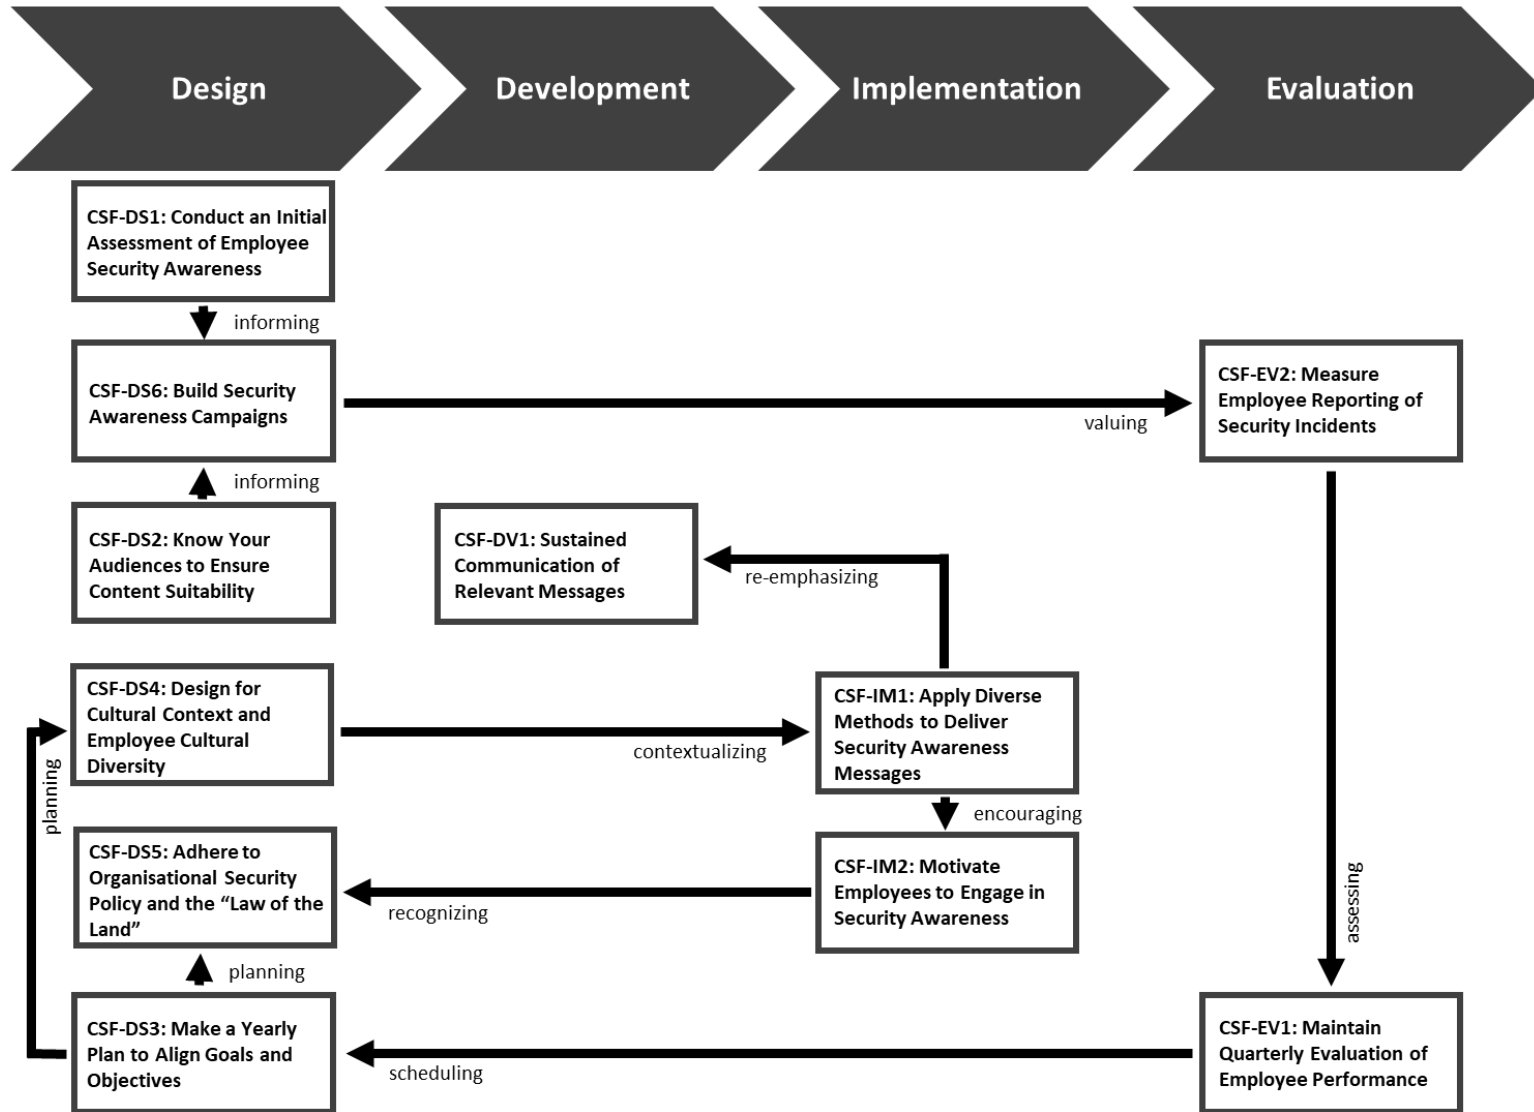 Design
Development
Implementation
Evaluation
CSF-DS1: Conduct an Initial
Assessment of Employee
Security Awareness
informing
CSF-DS6: Build Security
Awareness Campaigns
valuing
CSF-EV2: Measure
Employee Reporting of
Security Incidents
informing
CSF-DS2: Know Your
Audiences to Ensure
Content Suitability
CSF-DV1: Sustained
Communication of
Relevant Messages
re-emphasizing
CSF-DS4: Design for
Cultural Context and
Employee Cultural
Diversity
contextualizing
CSF-IM1: Apply Diverse
Methods to Deliver
Security Awareness
Messages
planning
encouraging
CSF-DS5: Adhere to
Organisational Security
Policy and the “Law of the
Land”
recognizing
CSF-IM2: Motivate
Employees to Engage in
Security Awareness
assessing
planning
CSF-DS3: Make a Yearly
Plan to Align Goals and
Objectives
scheduling
CSF-EV1: Maintain
Quarterly Evaluation of
Employee Performance